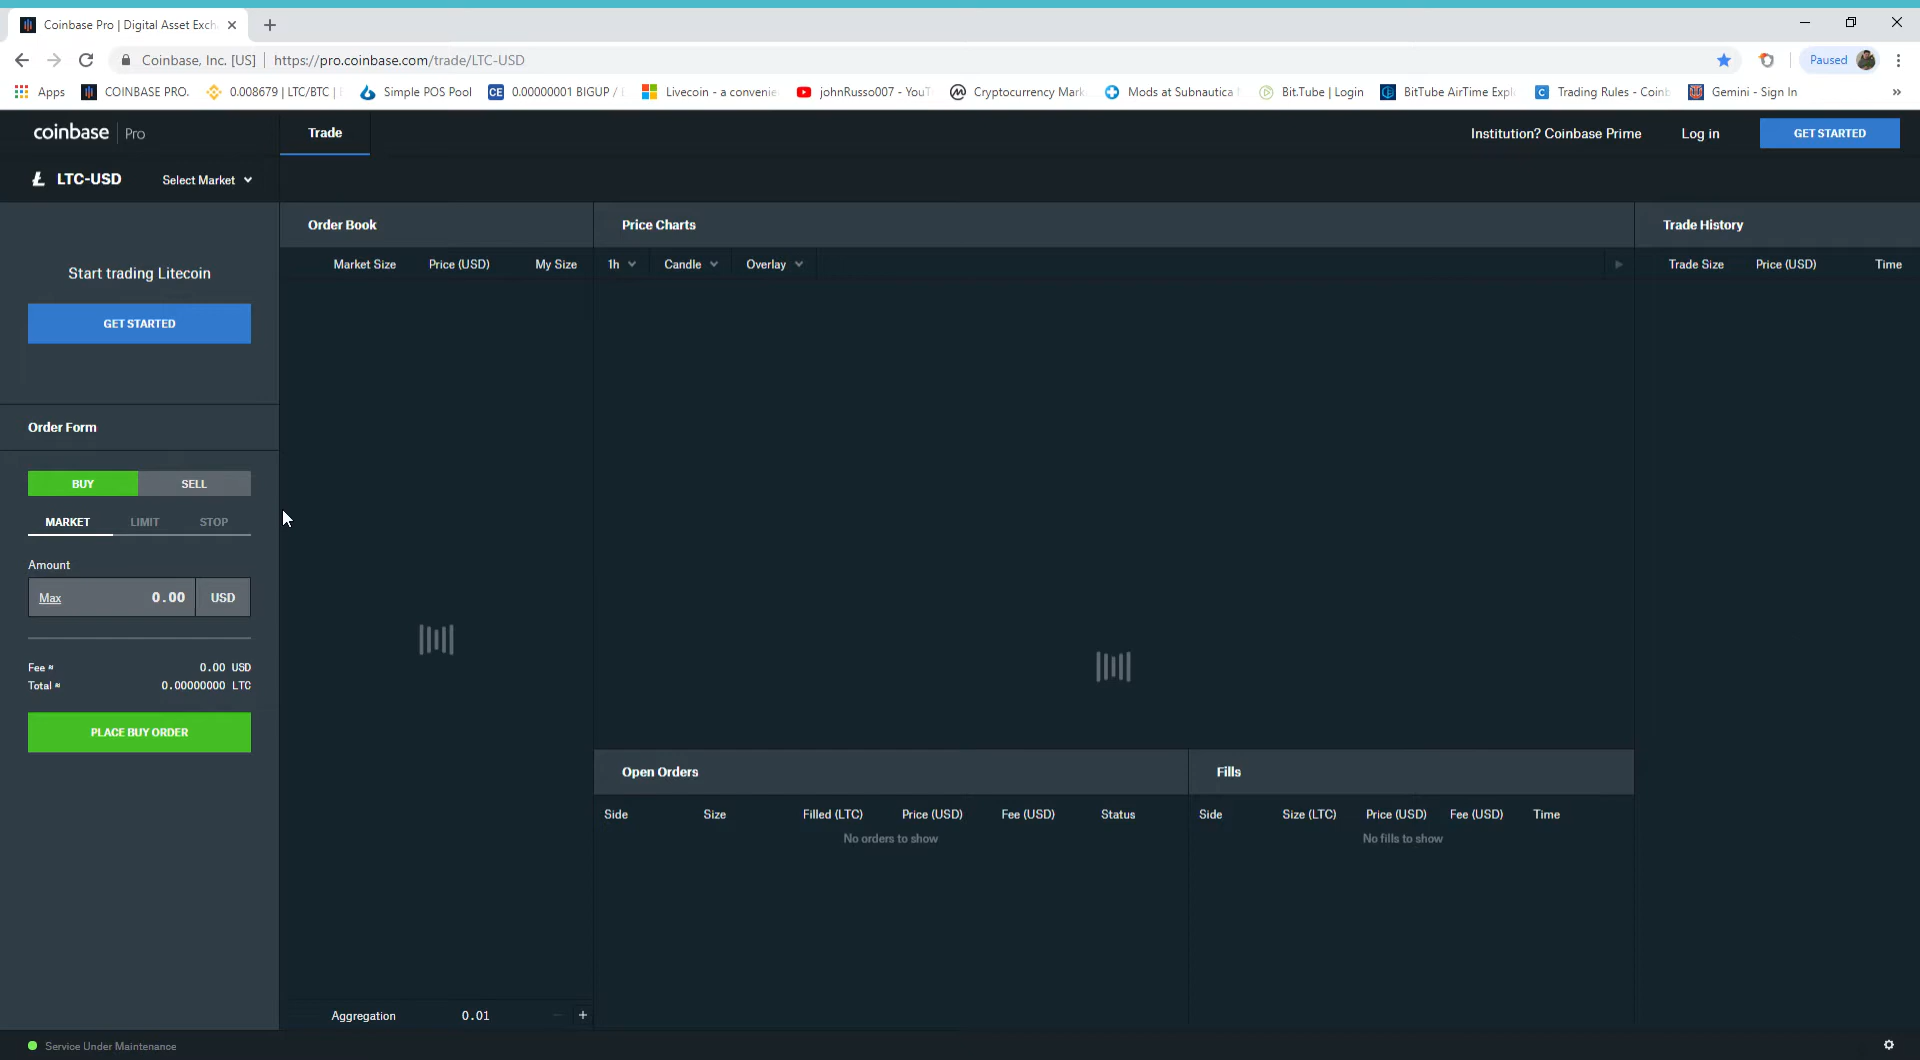 Coinbase Pro | Digital Asset Exch
Coinbase, Inc. [US] | https://pro.coinbase.com/trade/LTC-USD
Paused
Apps
COINBASE PRO.
0.008679 | LTC/BTC |
Simple POS Pool
CE 0.00000001 BIGUP /
Livecoin - a convenie
johnRusso007 - YouT
Cryptocurrency Mark
Mods at Subnautica
Bit.Tube | Login
BitTube AirTime Expl
Trading Rules - Coinb
Gemini - Sign In
»
coinbase | Pro
Trade
Institution? Coinbase Prime
Log in
GET STARTED
LTC-USD
Select Market
Start trading Litecoin
GET STARTED
Order Form
BUY
SELL
MARKET
LIMIT
STOP
Amount
Max 0.00 USD
Fee ≈ 0.00 USD
Total ≈ 0.00000000 LTC
PLACE BUY ORDER
Order Book
Market Size Price (USD) My Size
Aggregation 0.01 +
Price Charts
1h Candle Overlay
Open Orders
Side Size Filled (LTC) Price (USD) Fee (USD) Status
No orders to show
Fills
Side Size (LTC) Price (USD) Fee (USD) Time
No fills to show
Trade History
Trade Size Price (USD) Time
Service Under Maintenance